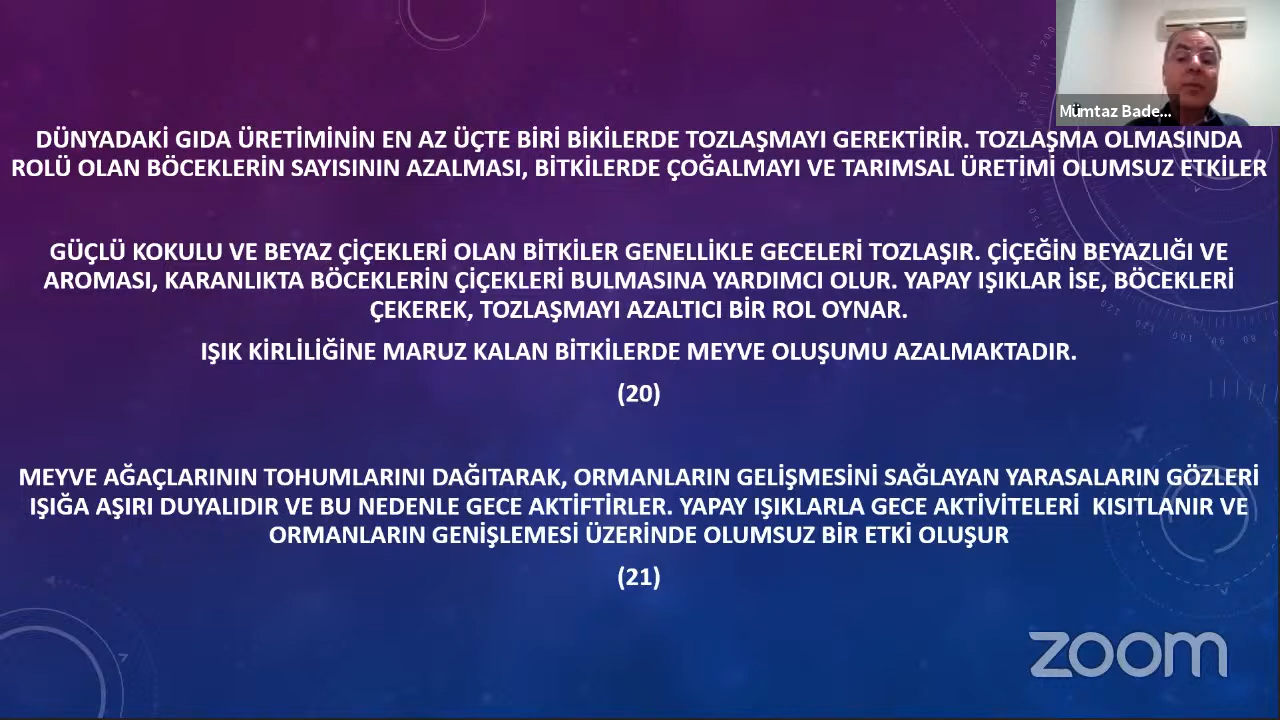 Mümtaz Bade...
DÜNYADAKİ GIDA ÜRETİMİNİN EN AZ ÜÇTE BİRİ BİKİLERDE TOZLAŞMAYI GEREKTİRİR. TOZLAŞMA OLMASINDA
ROLÜ OLAN BÖCEKLERİN SAYISININ AZALMASI, BİTKİLERDE ÇOĞALMAYI VE TARIMSAL ÜRETİMİ OLUMSUZ ETKİLER
GÜÇLÜ KOKULU VE BEYAZ ÇİÇEKLERİ OLAN BİTKİLER GENELLİKLE GECELERİ TOZLAŞIR. ÇİÇEĞİN BEYAZLIĞI VE
AROMASI, KARANLIKTA BÖCEKLERİN ÇİÇEKLERİ BULMASINA YARDIMCI OLUR. YAPAY IŞIKLAR İSE, BÖCEKLERİ
ÇEKEREK, TOZLAŞMAYI AZALTICI BİR ROL OYNAR.
IŞIK KİRLİLİĞİNE MARUZ KALAN BİTKİLERDE MEYVE OLUŞUMU AZALMAKTADIR.
(20)
MEYVE AĞAÇLARININ TOHUMLARINI DAĞITARAK, ORMANLARIN GELİŞMESİNİ SAĞLAYAN YARASALARIN GÖZLERİ
IŞIĞA AŞIRI DUYALIDIR VE BU NEDENLE GECE AKTİFTİRLER. YAPAY IŞIKLARLA GECE AKTİVİTELERİ KISITLANIR VE
ORMANLARIN GENİŞLEMESİ ÜZERİNDE OLUMSUZ BİR ETKİ OLUŞUR
(21)
zoom